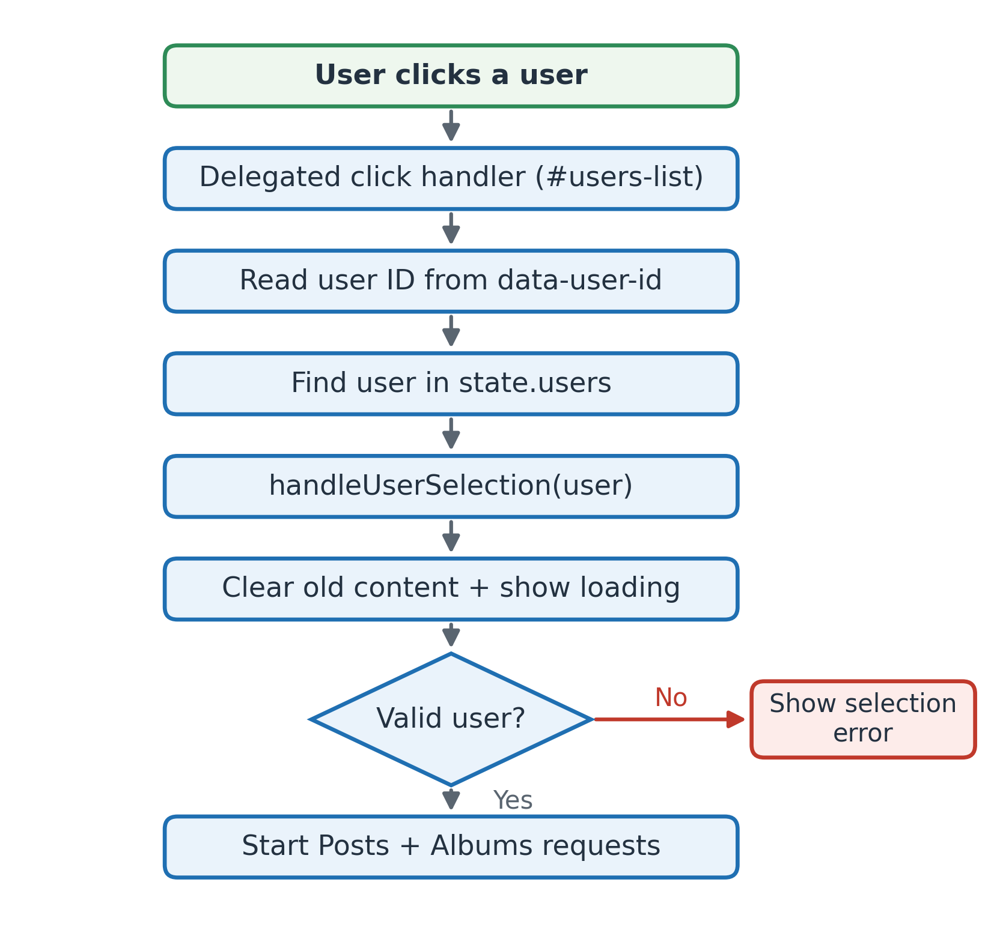 User clicks a user
Delegated click handler (#users-list)
Read user ID from data-user-id
Find user in state.users
handleUserSelection(user)
Clear old content + show loading
Valid user?
No
Show selection
error
Yes
Start Posts + Albums requests